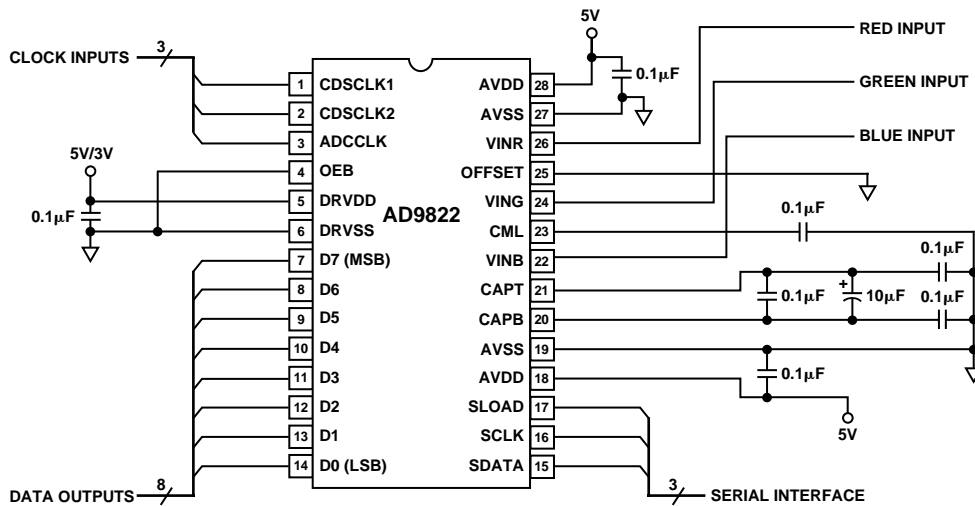 3
CLOCK INPUTS
5V
0.1µF
RED INPUT
GREEN INPUT
BLUE INPUT
1 CDSCLK1
2 CDSCLK2
3 ADCCLK
4 OEB
5 DRVDD
6 DRVSS
7 D7 (MSB)
8 D6
9 D5
10 D4
11 D3
12 D2
13 D1
14 D0 (LSB)
5V/3V
0.1µF
AD9822
AVDD 28
AVSS 27
VINR 26
OFFSET 25
VING 24
CML 23
VINB 22
CAPT 21
CAPB 20
AVSS 19
AVDD 18
SLOAD 17
SCLK 16
SDATA 15
0.1µF
0.1µF
0.1µF
+
10µF
0.1µF
0.1µF
5V
8
DATA OUTPUTS
3
SERIAL INTERFACE